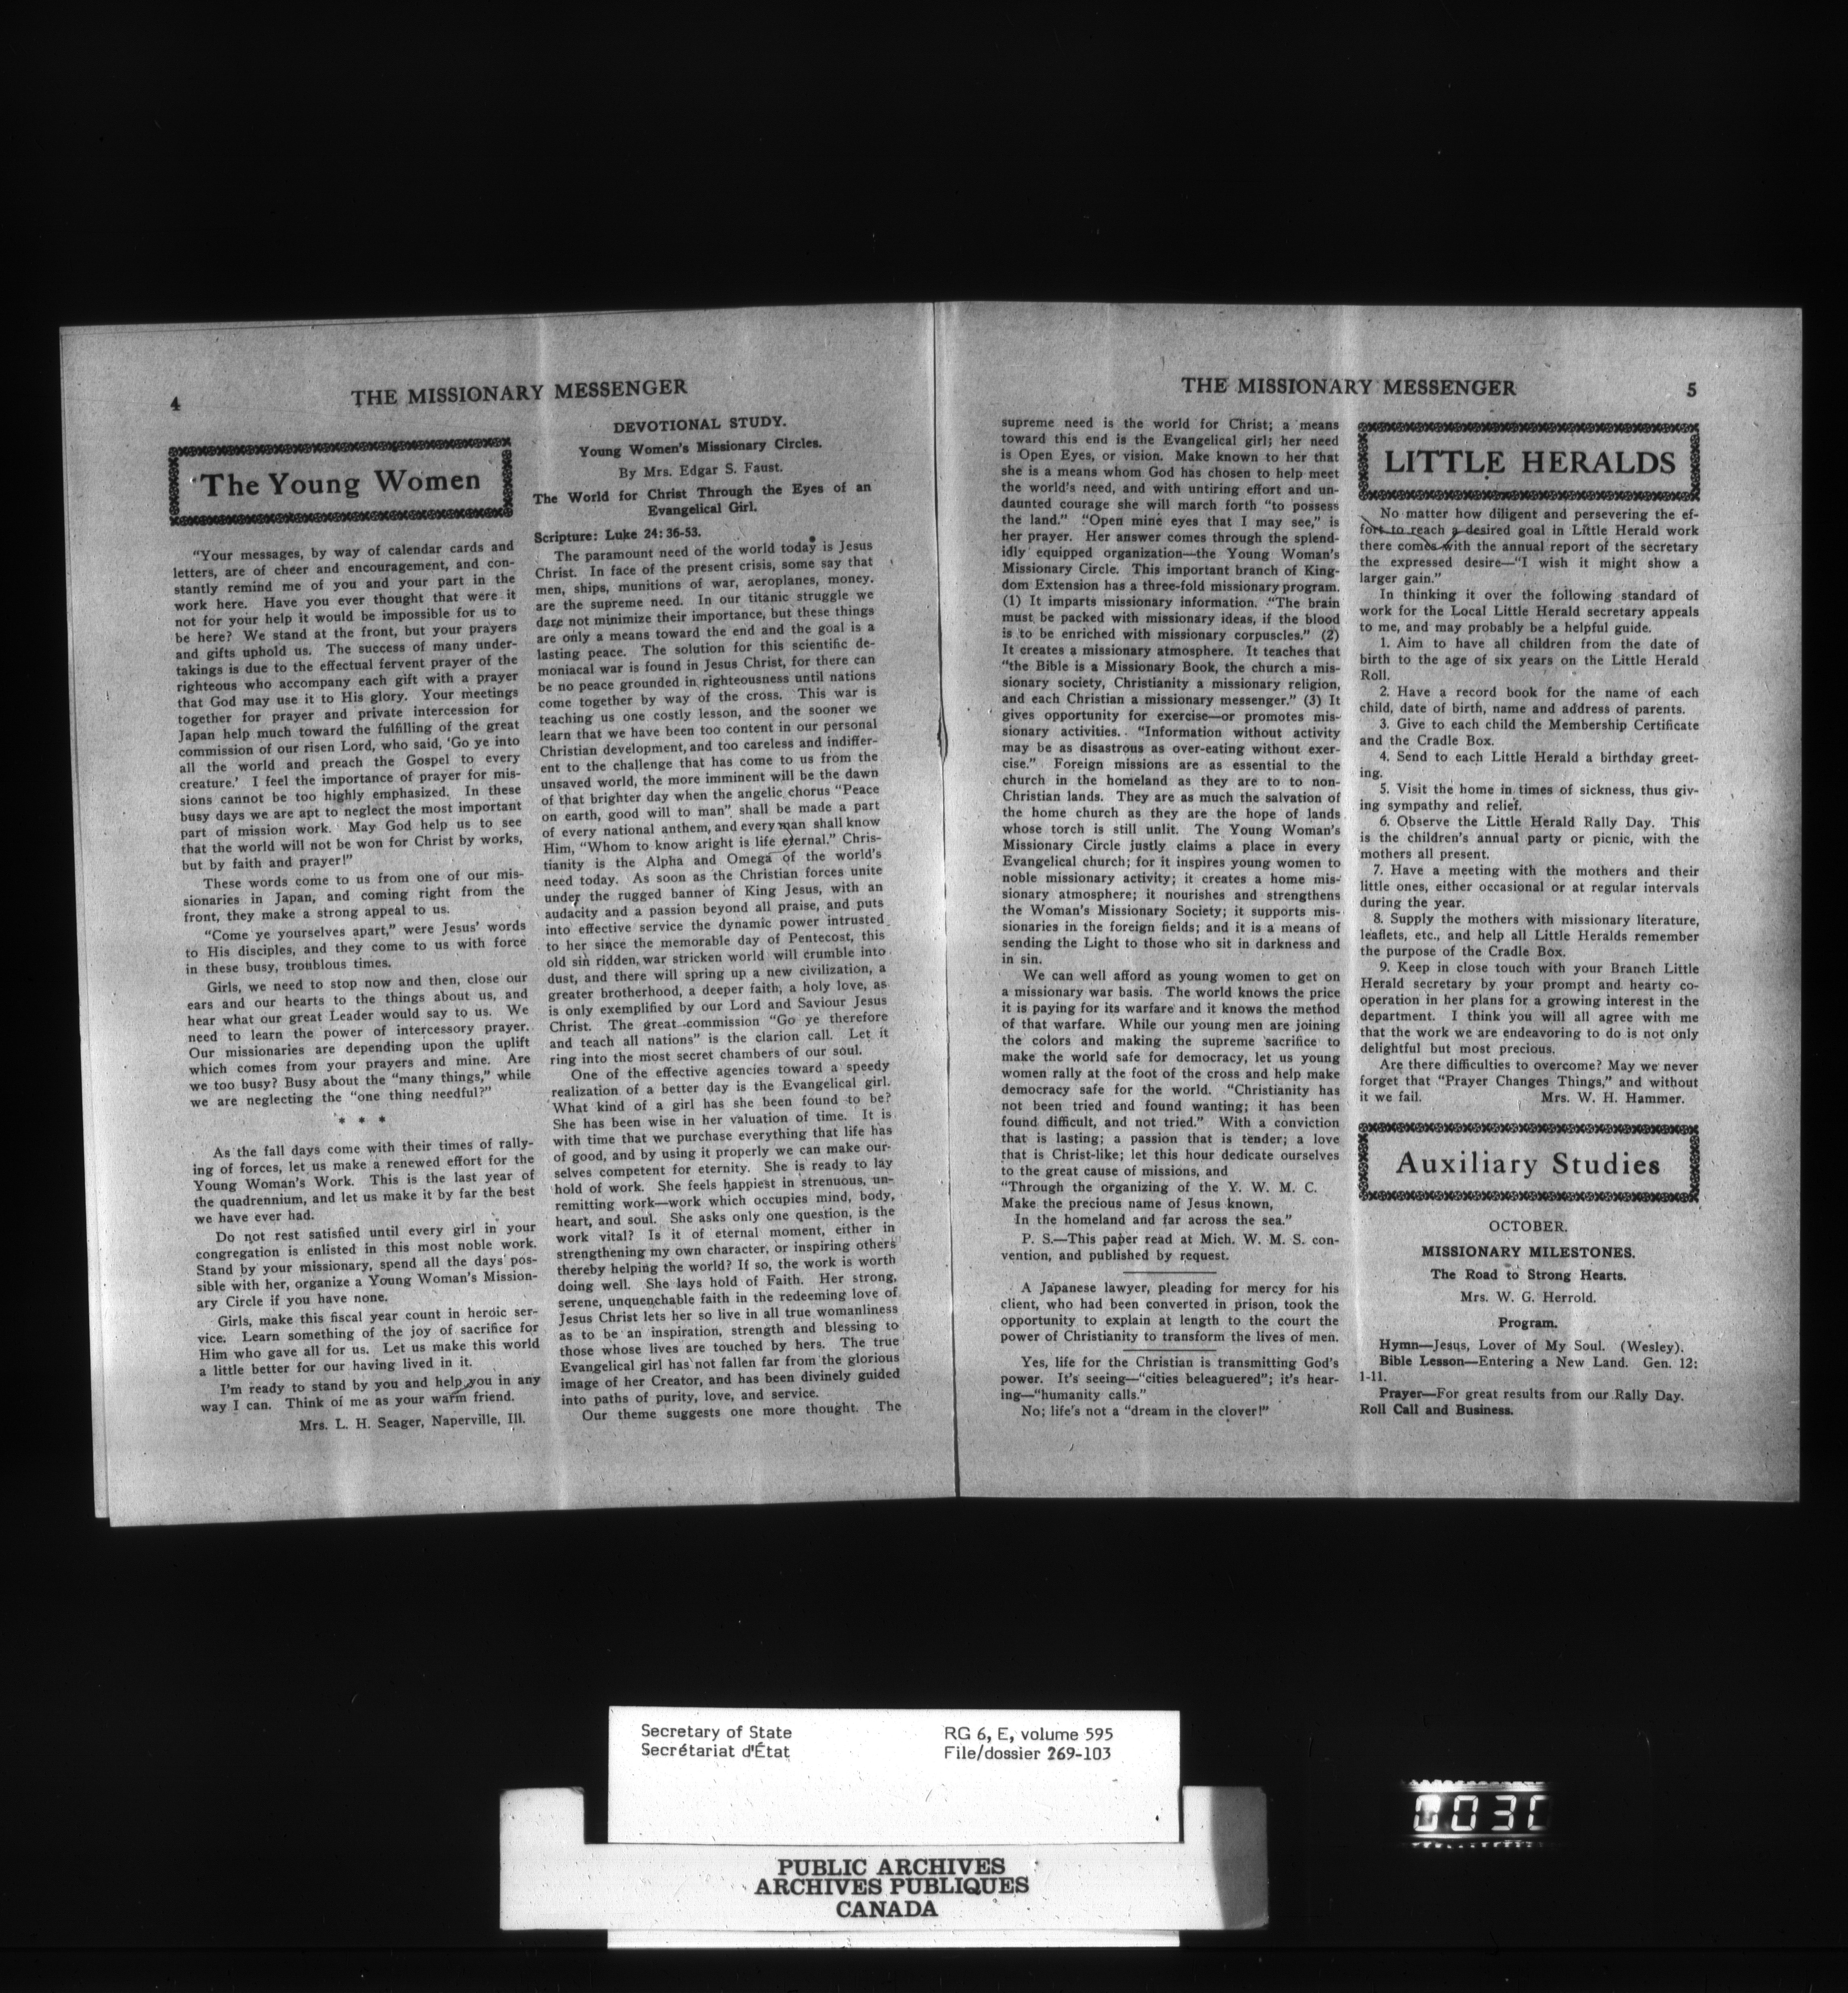 4
THE MISSIONARY MESSENGER
The Young Women
"Your messages, by way of calendar cards and
letters, are of cheer and encouragement, and con-
stantly remind me of you and your part in the
work here. Have you ever thought that were it
not for your help it would be impossible for us to
be here? We stand at the front, but your prayers
and gifts uphold us. The success of many under-
takings is due to the effectual fervent prayer of the
righteous who accompany each gift with a prayer
that God may use it to His glory. Your meetings
together for prayer and private intercession for
Japan help much toward the fulfilling of the great
commission of our risen Lord, who said, 'Go ye into
all the world and preach the Gospel to every
creature.' I feel the importance of prayer for mis-
sions cannot be too highly emphasized. In these
busy days we are apt to neglect the most important
part of mission work. May God help us to see
that the world will not be won for Christ by works,
but by faith and prayer!"
These words come to us from one of our mis-
sionaries in Japan, and coming right from the
front, they make a strong appeal to us.
"Come ye yourselves apart," were Jesus' words
to His disciples, and they come to us with force
in these busy, troublous times.
Girls, we need to stop now and then, close our
ears and our hearts to the things about us, and
hear what our great Leader would say to us. We
need to learn the power of intercessory prayer.
Our missionaries are depending upon the uplift
which comes from your prayers and mine. Are
we too busy? Busy about the "many things," while
we are neglecting the "one thing needful?"
* * *
As the fall days come with their times of rally-
ing of forces, let us make a renewed effort for the
Young Woman's Work. This is the last year of
the quadrennium, and let us make it by far the best
we have ever had.
Do not rest satisfied until every girl in your
congregation is enlisted in this most noble work.
Stand by your missionary, spend all the days pos-
sible with her, organize a Young Woman's Mission-
ary Circle if you have none.
Girls, make this fiscal year count in heroic ser-
vice. Learn something of the joy of sacrifice for
Him who gave all for us. Let us make this world
a little better for our having lived in it.
I'm ready to stand by you and help you in any
way I can. Think of me as your warm friend.
Mrs. L. H. Seager, Naperville, Ill.
DEVOTIONAL STUDY.
Young Women's Missionary Circles.
By Mrs. Edgar S. Faust.
The World for Christ Through the Eyes of an
Evangelical Girl.
Scripture: Luke 24: 36-53.
The paramount need of the world today is Jesus
Christ. In face of the present crisis, some say that
men, ships, munitions of war, aeroplanes, money.
are the supreme need. In our titanic struggle we
dare not minimize their importance, but these things
are only a means toward the end and the goal is a
lasting peace. The solution for this scientific de-
moniacal war is found in Jesus Christ, for there can
be no peace grounded in righteousness until nations
come together by way of the cross. This war is
teaching us one costly lesson, and the sooner we
learn that we have been too content in our personal
Christian development, and too careless and indiffer-
ent to the challenge that has come to us from the
unsaved world, the more imminent will be the dawn
of that brighter day when the angelic chorus "Peace
on earth, good will to man" shall be made a part
of every national anthem, and every man shall know
Him, "Whom to know aright is life eternal." Chris-
tianity is the Alpha and Omega of the world's
need today. As soon as the Christian forces unite
under the rugged banner of King Jesus, with an
audacity and a passion beyond all praise, and puts
into effective service the dynamic power intrusted
to her since the memorable day of Pentecost, this
old sin ridden, war stricken world will crumble into
dust, and there will spring up a new civilization, a
greater brotherhood, a deeper faith, a holy love, as
is only exemplified by our Lord and Saviour Jesus
Christ. The great commission "Go ye therefore
and teach all nations" is the clarion call. Let it
ring into the most secret chambers of our soul.
One of the effective agencies toward a speedy
realization of a better day is the Evangelical girl.
What kind of a girl has she been found to be?
She has been wise in her valuation of time. It is
with time that we purchase everything that life has
of good, and by using it properly we can make our-
selves competent for eternity. She is ready to lay
hold of work. She feels happiest in strenuous, un-
remitting work—work which occupies mind, body,
heart, and soul. She asks only one question, is the
work vital? Is it of eternal moment, either in
strengthening my own character, or inspiring others
thereby helping the world? If so, the work is worth
doing well. She lays hold of Faith. Her strong,
serene, unquenchable faith in the redeeming love of
Jesus Christ lets her so live in all true womanliness
as to be an inspiration, strength and blessing to
those whose lives are touched by hers. The true
Evangelical girl has not fallen far from the glorious
image of her Creator, and has been divinely guided
into paths of purity, love, and service.
Our theme suggests one more thought. The
THE MISSIONARY MESSENGER
5
supreme need is the world for Christ; a means
toward this end is the Evangelical girl; her need
is Open Eyes, or vision. Make known to her that
she is a means whom God has chosen to help meet
the world's need, and with untiring effort and un-
daunted courage she will march forth "to possess
the land." "Open mine eyes that I may see," is
her prayer. Her answer comes through the splend-
idly equipped organization—the Young Woman's
Missionary Circle. This important branch of King-
dom Extension has a three-fold missionary program.
(1) It imparts missionary information. "The brain
must be packed with missionary ideas, if the blood
is to be enriched with missionary corpuscles." (2)
It creates a missionary atmosphere. It teaches that
"the Bible is a Missionary Book, the church a mis-
sionary society, Christianity a missionary religion,
and each Christian a missionary messenger." (3) It
gives opportunity for exercise—or promotes mis-
sionary activities. "Information without activity
may be as disastrous as over-eating without exer-
cise." Foreign missions are as essential to the
church in the homeland as they are to to non-
Christian lands. They are as much the salvation of
the home church as they are the hope of lands
whose torch is still unlit. The Young Woman's
Missionary Circle justly claims a place in every
Evangelical church; for it inspires young women to
noble missionary activity; it creates a home mis-
sionary atmosphere; it nourishes and strengthens
the Woman's Missionary Society; it supports mis-
sionaries in the foreign fields; and it is a means of
sending the Light to those who sit in darkness and
in sin.
We can well afford as young women to get on
a missionary war basis. The world knows the price
it is paying for its warfare and it knows the method
of that warfare. While our young men are joining
the colors and making the supreme sacrifice to
make the world safe for democracy, let us young
women rally at the foot of the cross and help make
democracy safe for the world. "Christianity has
not been tried and found wanting; it has been
found difficult, and not tried." With a conviction
that is lasting; a passion that is tender; a love
that is Christ-like; let this hour dedicate ourselves
to the great cause of missions, and
"Through the organizing of the Y. W. M. C.
Make the precious name of Jesus known,
In the homeland and far across the sea."
P. S.—This paper read at Mich. W. M. S. con-
vention, and published by request.
A Japanese lawyer, pleading for mercy for his
client, who had been converted in prison, took the
opportunity to explain at length to the court the
power of Christianity to transform the lives of men.
Yes, life for the Christian is transmitting God's
power. It's seeing—"cities beleaguered"; it's hear-
ing—"humanity calls."
No; life's not a "dream in the clover!"
LITTLE HERALDS
No matter how diligent and persevering the ef-
fort to reach a desired goal in Little Herald work
there comes with the annual report of the secretary
the expressed desire—"I wish it might show a
larger gain."
In thinking it over the following standard of
work for the Local Little Herald secretary appeals
to me, and may probably be a helpful guide.
1. Aim to have all children from the date of
birth to the age of six years on the Little Herald
Roll.
2. Have a record book for the name of each
child, date of birth, name and address of parents.
3. Give to each child the Membership Certificate
and the Cradle Box.
4. Send to each Little Herald a birthday greet-
ing.
5. Visit the home in times of sickness, thus giv-
ing sympathy and relief.
6. Observe the Little Herald Rally Day. This
is the children's annual party or picnic, with the
mothers all present.
7. Have a meeting with the mothers and their
little ones, either occasional or at regular intervals
during the year.
8. Supply the mothers with missionary literature,
leaflets, etc., and help all Little Heralds remember
the purpose of the Cradle Box.
9. Keep in close touch with your Branch Little
Herald secretary by your prompt and hearty co-
operation in her plans for a growing interest in the
department. I think you will all agree with me
that the work we are endeavoring to do is not only
delightful but most precious.
Are there difficulties to overcome? May we never
forget that "Prayer Changes Things," and without
it we fail. Mrs. W. H. Hammer.
Auxiliary Studies
OCTOBER.
MISSIONARY MILESTONES.
The Road to Strong Hearts.
Mrs. W. G. Herrold.
Program.
Hymn—Jesus, Lover of My Soul. (Wesley).
Bible Lesson—Entering a New Land. Gen. 12:
1-11.
Prayer—For great results from our Rally Day.
Roll Call and Business.
Secretary of State
Secrétariat d'État
RG 6, E, volume 595
File/dossier 269-103
PUBLIC ARCHIVES
ARCHIVES PUBLIQUES
CANADA
0030